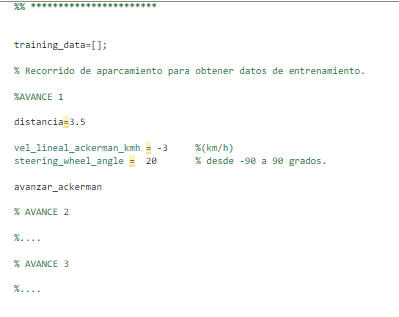 %% ***********************
training_data=[];
% Recorrido de aparcamiento para obtener datos de entrenamiento.
%AVANCE 1
distancia=3.5
vel_lineal_ackerman_kmh = -3 %(km/h)
steering_wheel_angle = 20 % desde -90 a 90 grados.
avanzar_ackerman
% AVANCE 2
%....
% AVANCE 3
%....